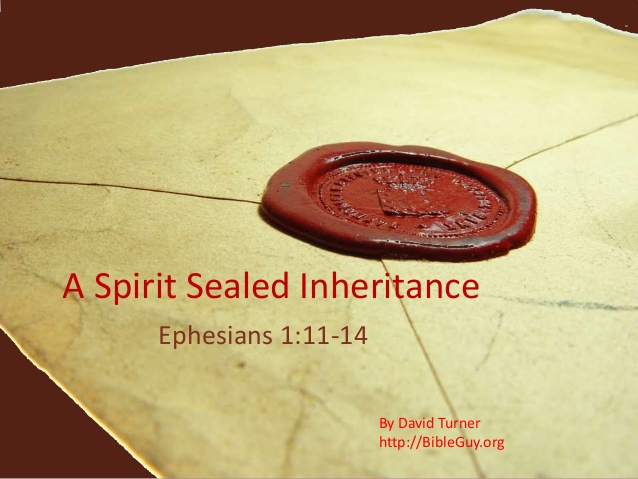 A Spirit Sealed Inheritance
Ephesians 1:11-14
By David Turner
http://BibleGuy.org